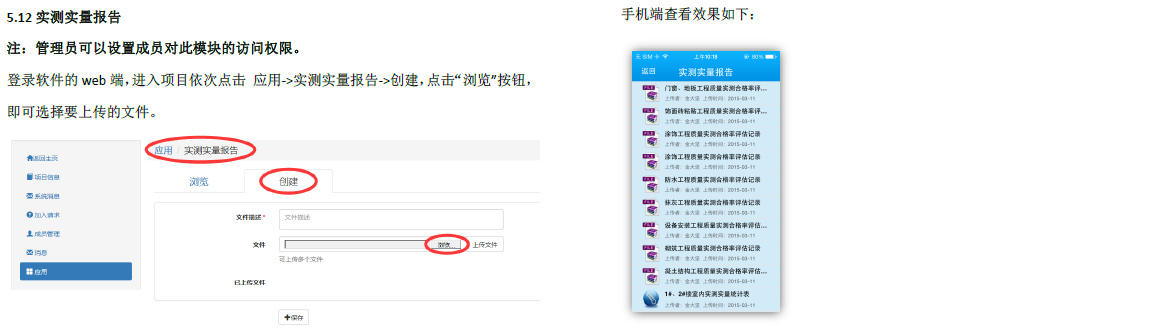 5.12 实测实量报告
注：管理员可以设置成员对此模块的访问权限。
登录软件的 web 端，进入项目依次点击 应用->实测实量报告->创建，点击“浏览”按钮，
即可选择要上传的文件。
返回主页
项目信息
系统消息
加入请求
成员管理
消息
应用
应用 / 实测实量报告
浏览
创建
文件描述 *
文件描述
文件
浏览...
上传文件
可上传多个文件
已上传文件
保存
手机端查看效果如下：
无 SIM
上午10:18
80%
返回
实测实量报告
门窗、地板工程质量实测合格率评...
上传者：金大坚 上传时间：2015-03-11
饰面砖粘贴工程质量实测合格率评...
上传者：金大坚 上传时间：2015-03-11
涂饰工程质量实测合格率评估记录
上传者：金大坚 上传时间：2015-03-11
涂饰工程质量实测合格率评估记录
上传者：金大坚 上传时间：2015-03-11
防水工程质量实测合格率评估记录
上传者：金大坚 上传时间：2015-03-11
抹灰工程质量实测合格率评估记录
上传者：金大坚 上传时间：2015-03-11
设备安装工程质量实测合格率评估...
上传者：金大坚 上传时间：2015-03-11
砌筑工程质量实测合格率评估记录
上传者：金大坚 上传时间：2015-03-11
混凝土结构工程质量实测合格率评估...
上传者：金大坚 上传时间：2015-03-11
1#、2#楼室内实测实量统计表
上传者：金大坚 上传时间：2015-03-11